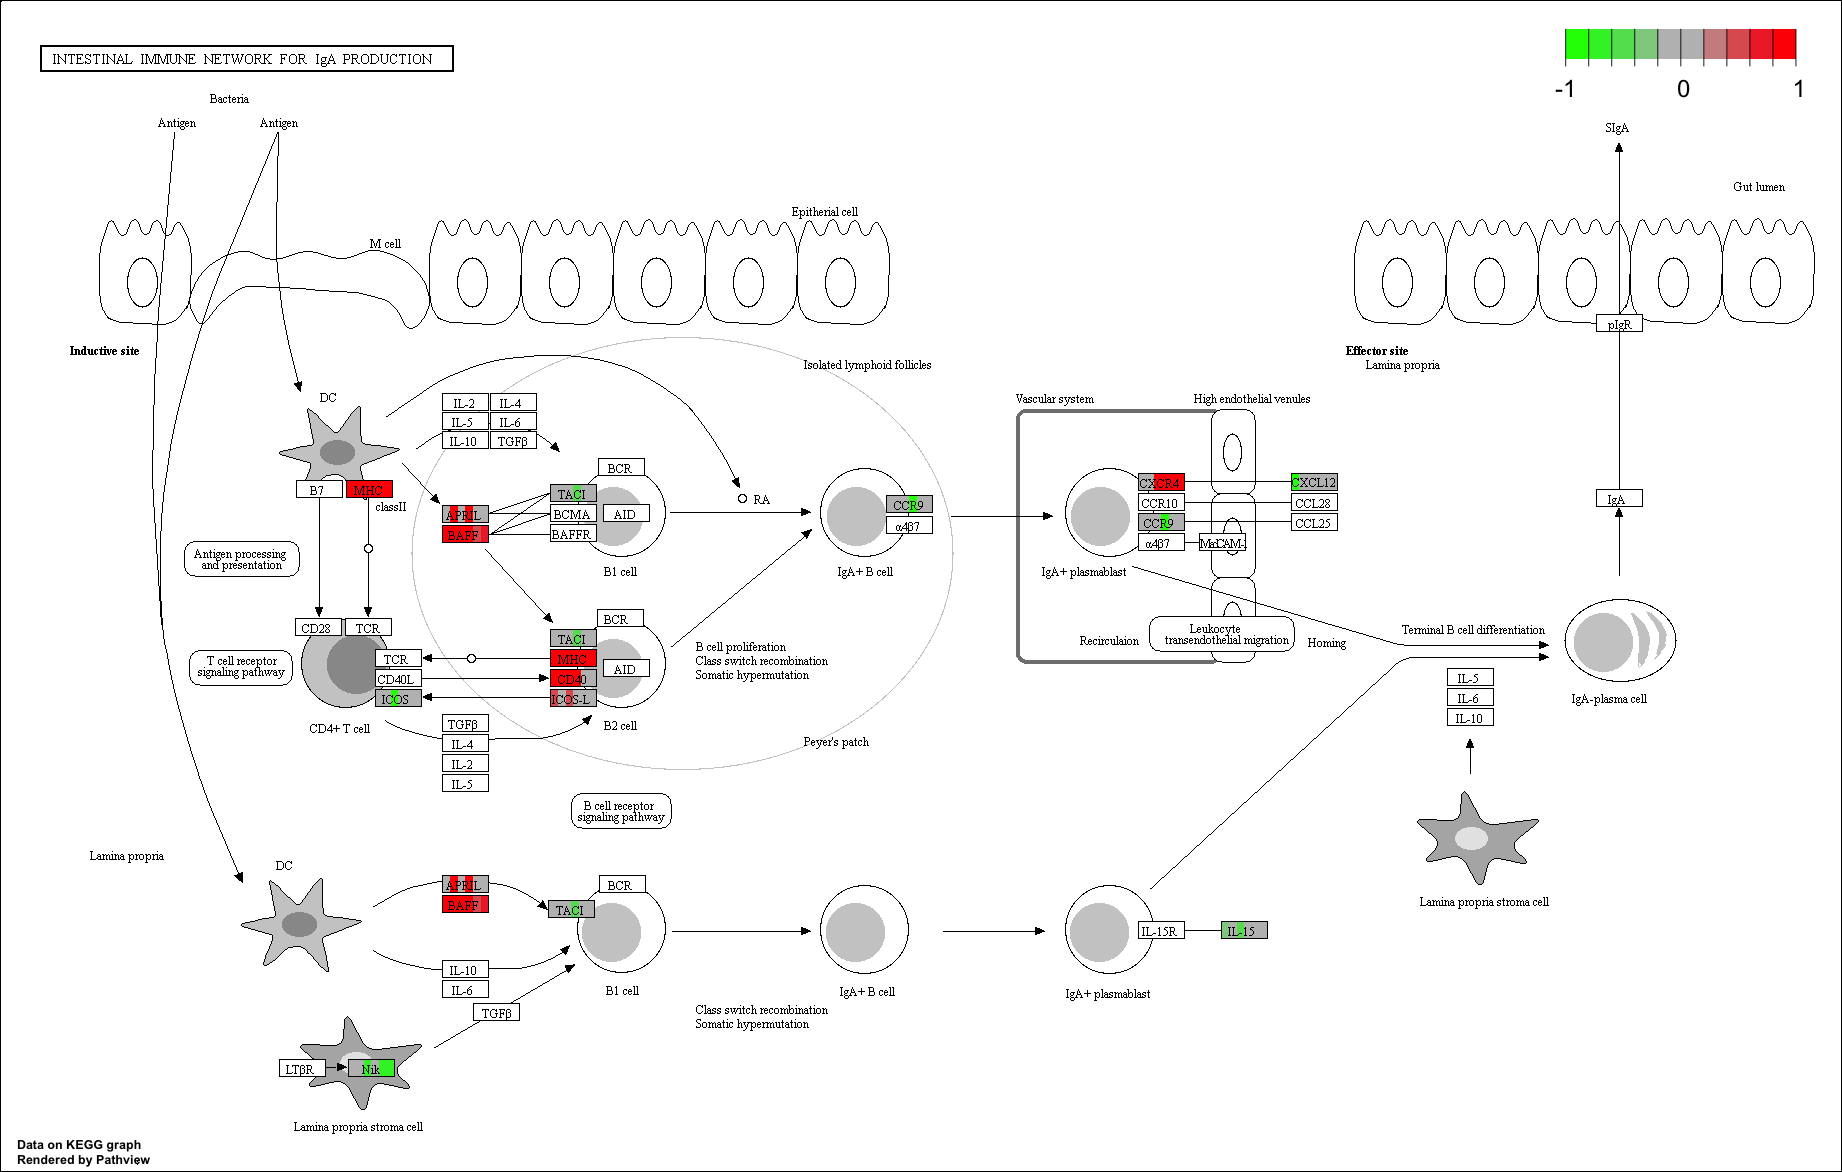 INTESTINAL IMMUNE NETWORK FOR IgA PRODUCTION
-1 0 1
Bacteria
Antigen Antigen
SIgA
Gut lumen
Epitherial cell
M cell
pIgR
Inductive site
Effector site
Lamina propria
Isolated lymphoid follicles
DC
IL-2 IL-4
IL-5 IL-6
IL-10 TGFβ
Vascular system
High endothelial venules
B7 MHC
classII
BCR
TACI
APRIL
BCMA
AID
BAFF
BAFFR
B1 cell
RA
CCR9
α4β7
IgA+ B cell
CXCR4 CXCL12
CCR10 CCL28
CCR9 CCL25
α4β7
IgA+ plasmablast
IgA
Antigen processing
and presentation
CD28 TCR
T cell receptor
signaling pathway
TCR
CD40L
ICOS
CD4+ T cell
BCR
TACI
MHC
CD40
ICOS-L
AID
B2 cell
B cell proliferation
Class switch recombination
Somatic hypermutation
Recirculaion
Leukocyte
transendothelial migration
Homing
Terminal B cell differentiation
IL-5
IL-6
IL-10
IgA-plasma cell
TGFβ
IL-4
IL-2
IL-5
Peyer's patch
B cell receptor
signaling pathway
Lamina propria
DC
APRIL
BAFF
BCR
TACI
IL-10
IL-6
TGFβ
B1 cell
IgA+ B cell
IL-15R IL-15
IgA+ plasmablast
Lamina propria stroma cell
Class switch recombination
Somatic hypermutation
LTβR Nik
Lamina propria stroma cell
Data on KEGG graph
Rendered by Pathview